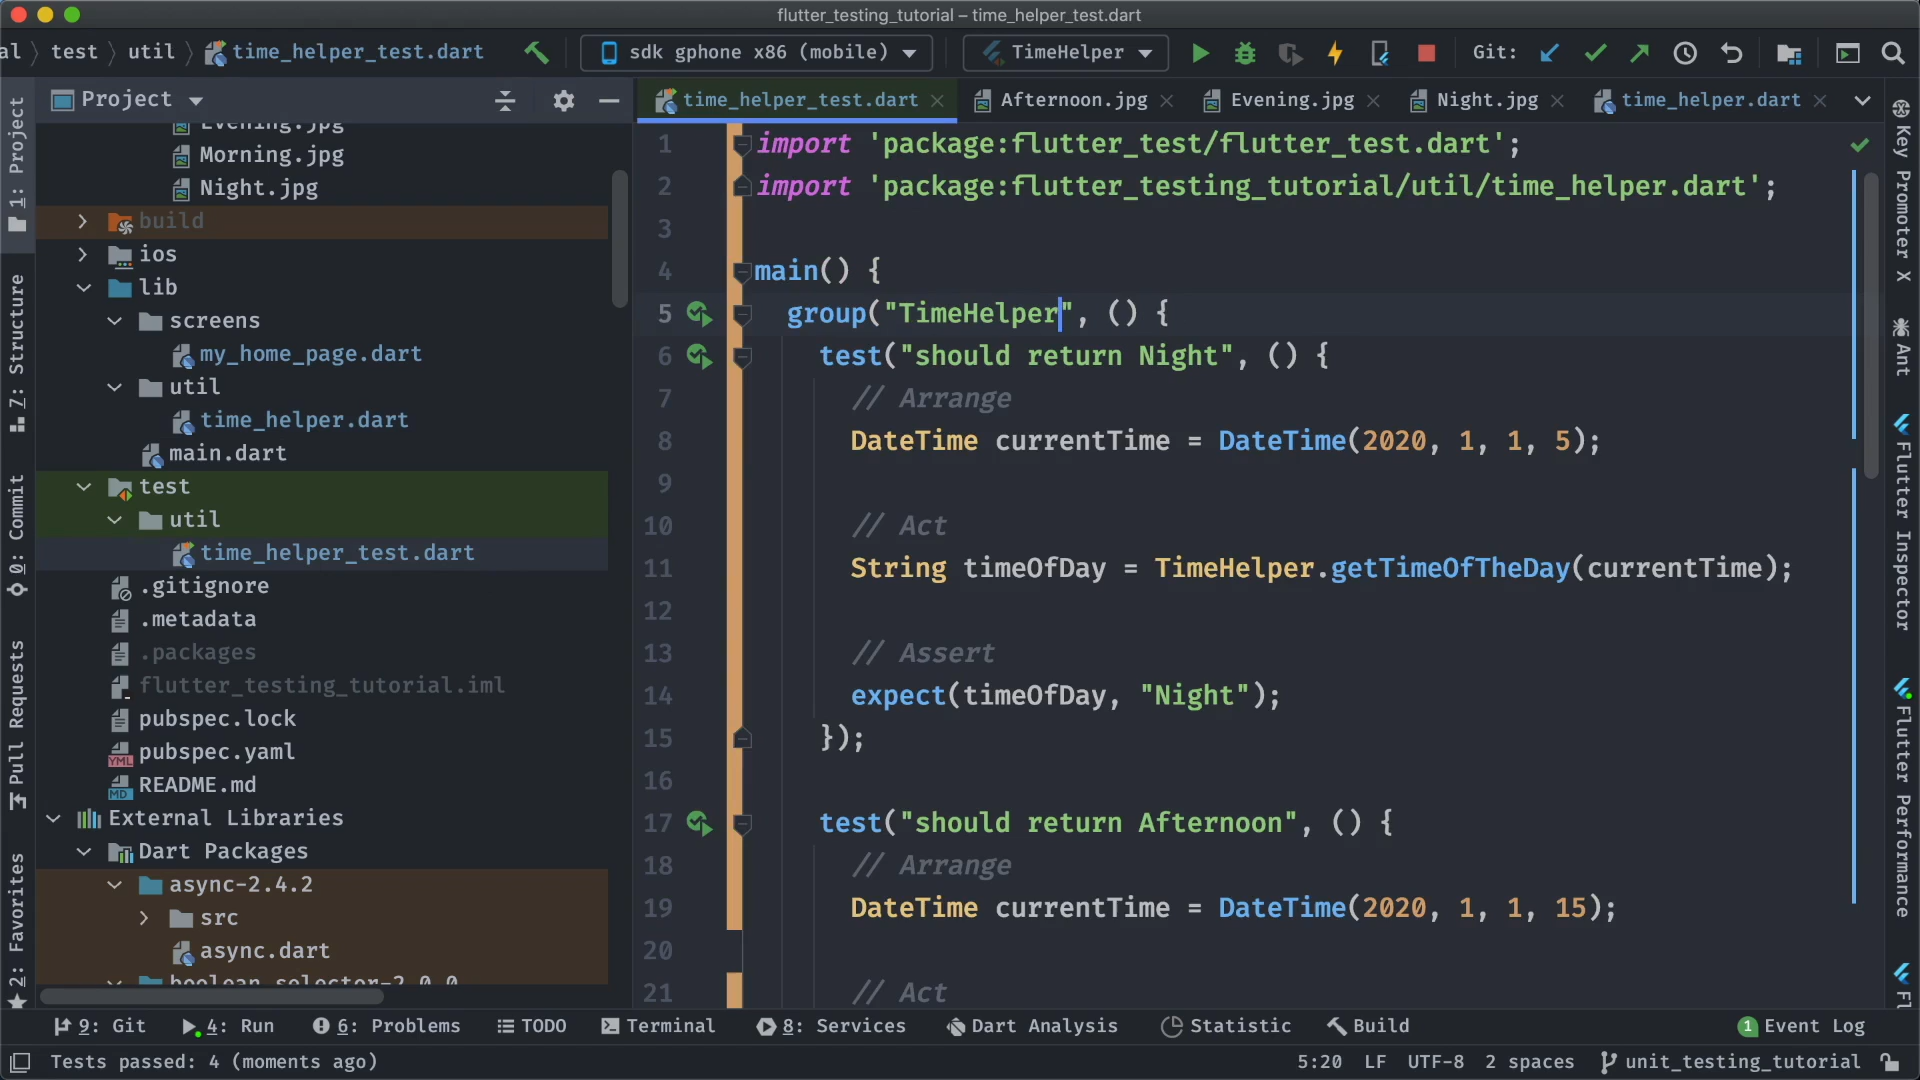 flutter_testing_tutorial – time_helper_test.dart
al › test › util › time_helper_test.dart
sdk gphone x86 (mobile)
TimeHelper
Git:
Project
time_helper_test.dart
Afternoon.jpg
Evening.jpg
Night.jpg
time_helper.dart
1: Project
7: Structure
0: Commit
Pull Requests
2: Favorites
Evening.jpg
Morning.jpg
Night.jpg
build
ios
lib
screens
my_home_page.dart
util
time_helper.dart
main.dart
test
util
time_helper_test.dart
.gitignore
.metadata
.packages
flutter_testing_tutorial.iml
pubspec.lock
pubspec.yaml
README.md
External Libraries
Dart Packages
async-2.4.2
src
async.dart
boolean_selector-2.0.0
1 import 'package:flutter_test/flutter_test.dart';
2 import 'package:flutter_testing_tutorial/util/time_helper.dart';
3
4 main() {
5 group("TimeHelper", () {
6 test("should return Night", () {
7 // Arrange
8 DateTime currentTime = DateTime(2020, 1, 1, 5);
9
10 // Act
11 String timeOfDay = TimeHelper.getTimeOfTheDay(currentTime);
12
13 // Assert
14 expect(timeOfDay, "Night");
15 });
16
17 test("should return Afternoon", () {
18 // Arrange
19 DateTime currentTime = DateTime(2020, 1, 1, 15);
20
21 // Act
Key Promoter X
Ant
Flutter Inspector
Flutter Performance
Fl
9: Git
4: Run
6: Problems
TODO
Terminal
8: Services
Dart Analysis
Statistic
Build
1 Event Log
Tests passed: 4 (moments ago)
5:20 LF UTF-8 2 spaces unit_testing_tutorial